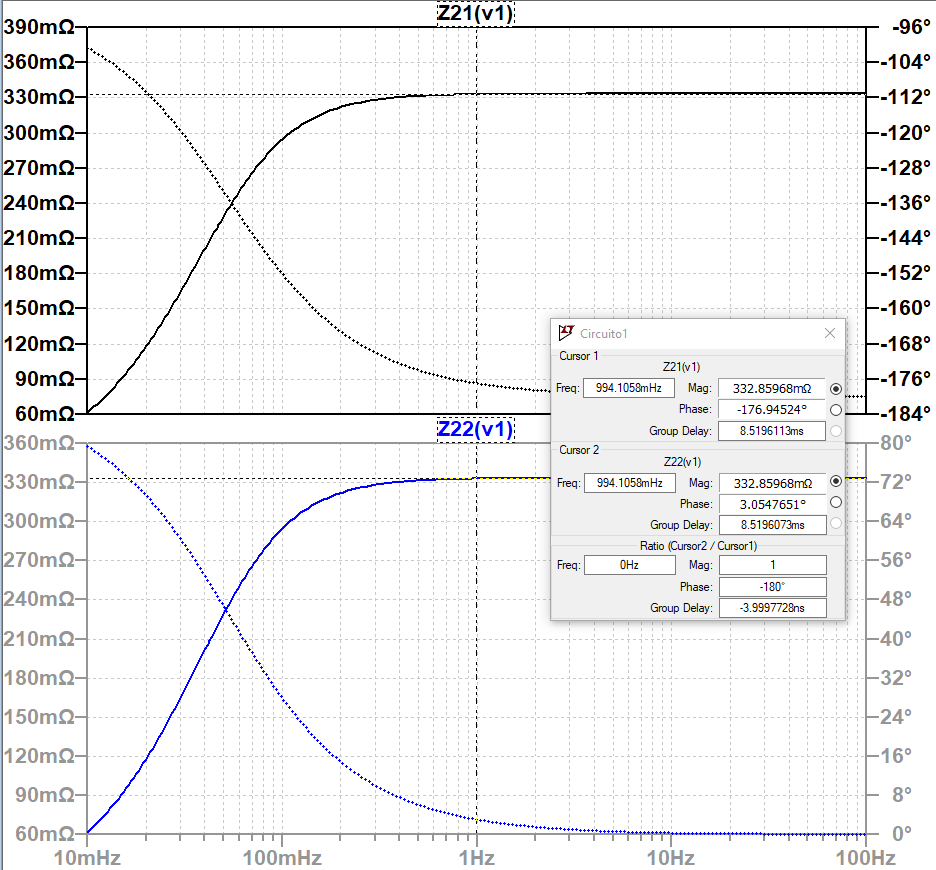 Z21(v1)
390mΩ
360mΩ
330mΩ
300mΩ
270mΩ
240mΩ
210mΩ
180mΩ
150mΩ
120mΩ
90mΩ
60mΩ
-96°
-104°
-112°
-120°
-128°
-136°
-144°
-152°
-160°
-168°
-176°
-184°
Z22(v1)
360mΩ
330mΩ
300mΩ
270mΩ
240mΩ
210mΩ
180mΩ
150mΩ
120mΩ
90mΩ
60mΩ
80°
72°
64°
56°
48°
40°
32°
24°
16°
8°
0°
10mHz 100mHz 1Hz 10Hz 100Hz
Circuito1
Cursor 1
Z21(v1)
Freq: 994.1058mHz Mag: 332.85968mΩ
Phase: -176.94524°
Group Delay: 8.5196113ms
Cursor 2
Z22(v1)
Freq: 994.1058mHz Mag: 332.85968mΩ
Phase: 3.0547651°
Group Delay: 8.5196073ms
Ratio (Cursor2 / Cursor1)
Freq: 0Hz Mag: 1
Phase: -180°
Group Delay: -3.9997728ns